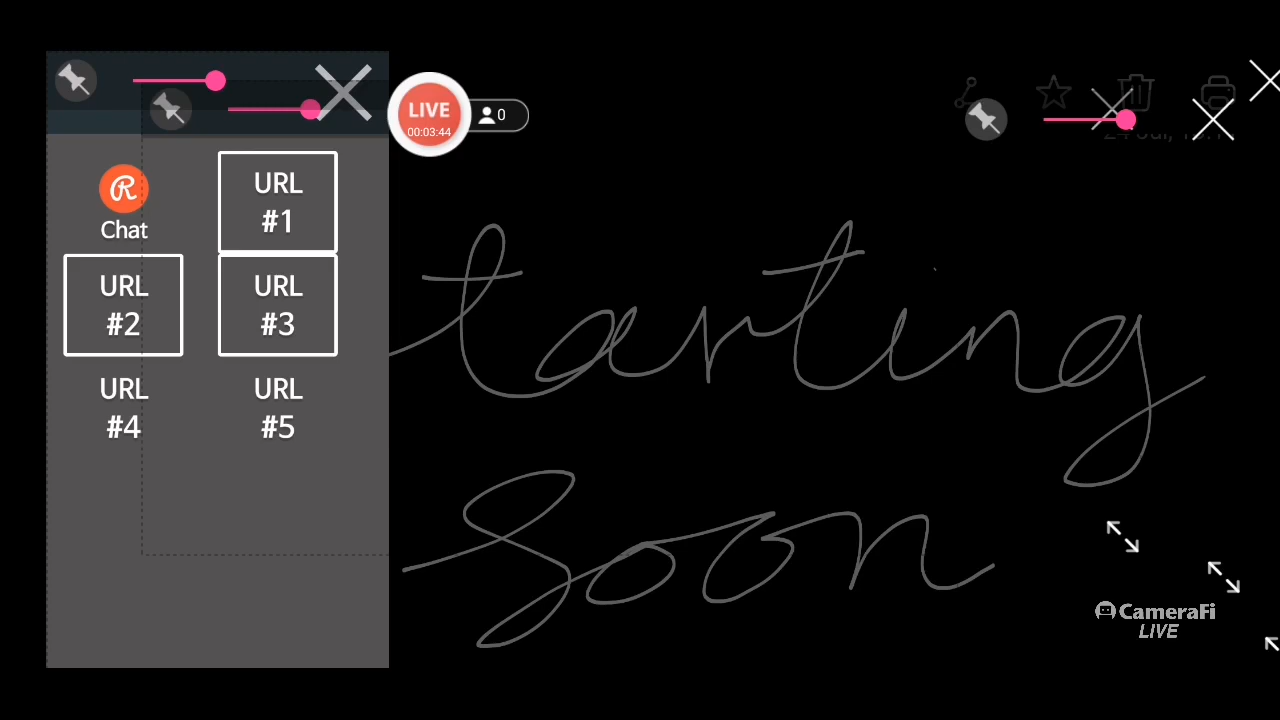 LIVE
00:03:44
0
R
Chat
URL
#1
URL
#2
URL
#3
URL
#4
URL
#5
tarting
Soon
CameraFi
LIVE